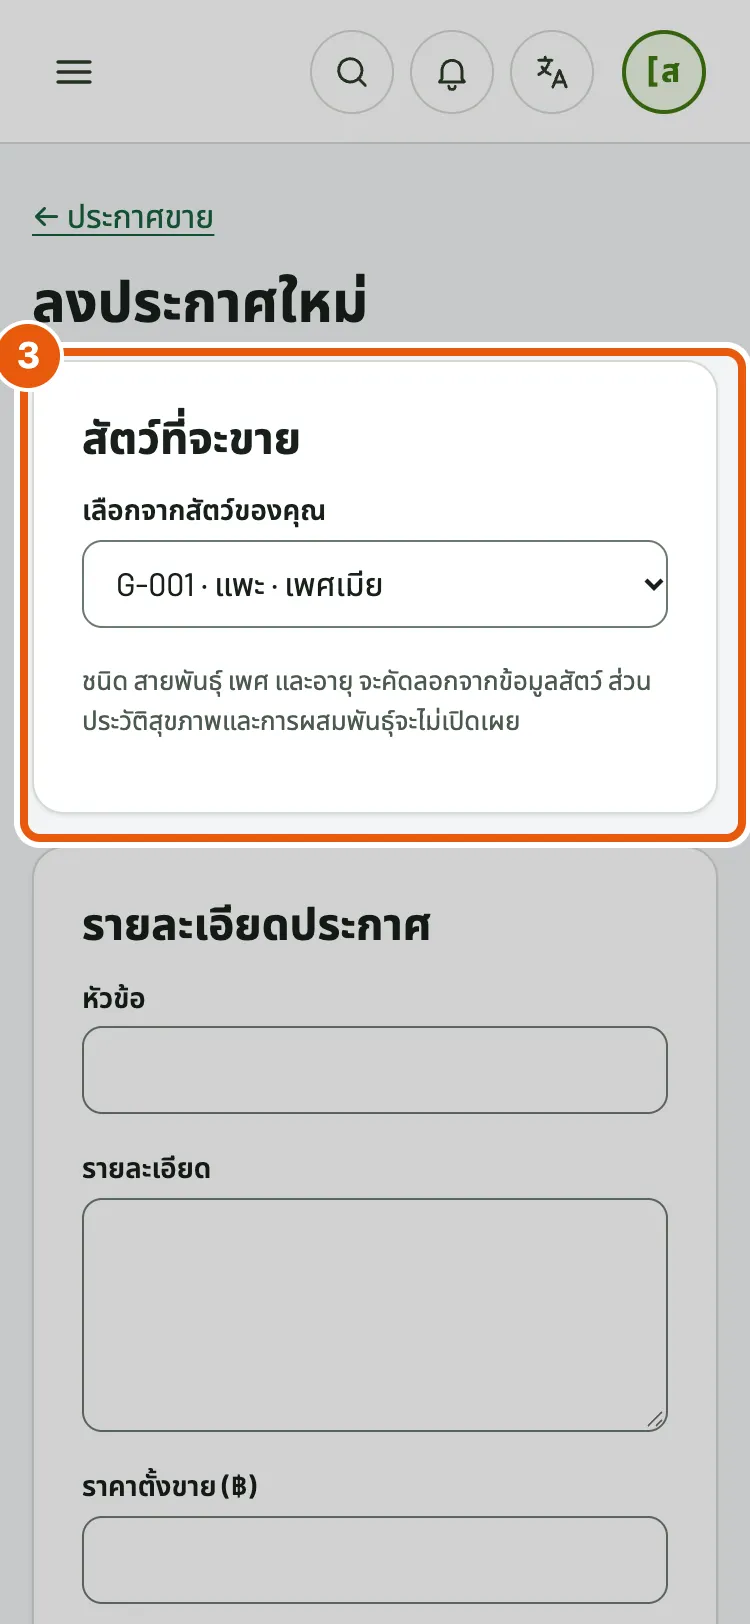 [ส
← ประกาศขาย
ลงประกาศใหม่
3
สัตว์ที่จะขาย
เลือกจากสัตว์ของคุณ
G-001 · แพะ · เพศเมีย
ชนิด สายพันธุ์ เพศ และอายุ จะคัดลอกจากข้อมูลสัตว์ ส่วน
ประวัติสุขภาพและการผสมพันธุ์จะไม่เปิดเผย
รายละเอียดประกาศ
หัวข้อ
รายละเอียด
ราคาตั้งขาย (฿)